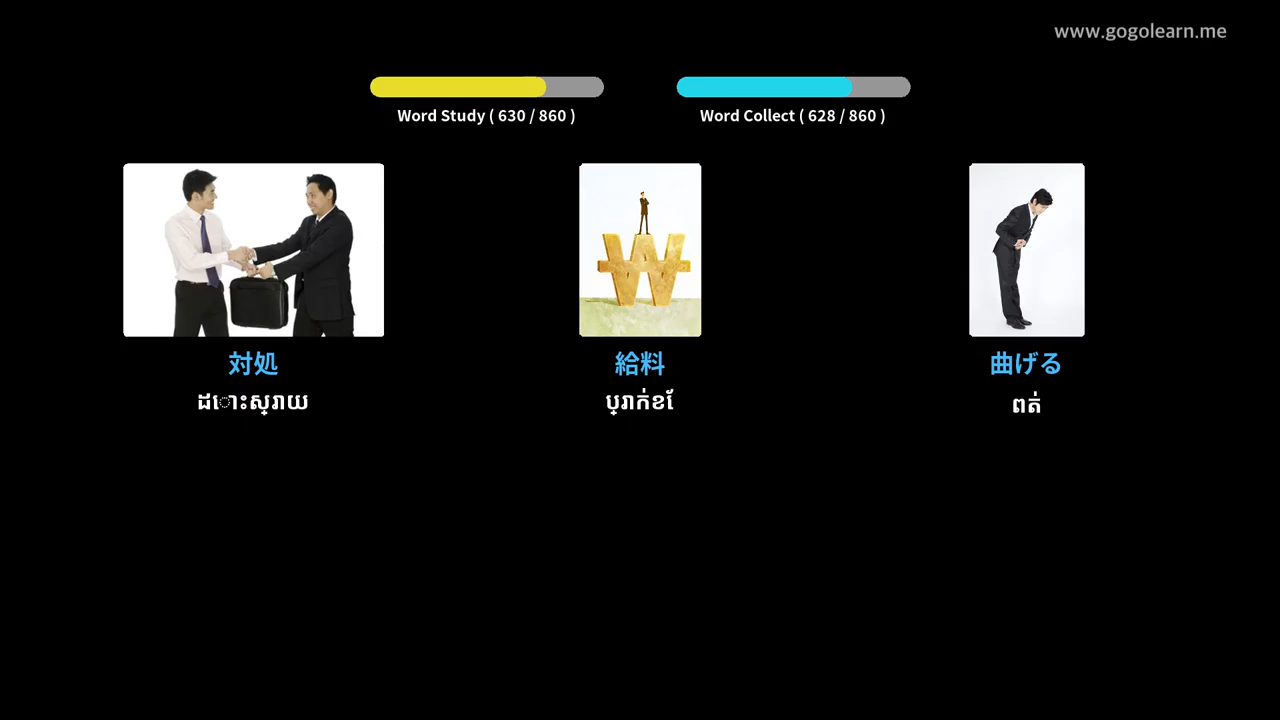 www.gogolearn.me
Word Study ( 630 / 860 )
Word Collect ( 628 / 860 )
対処
給料
曲げる
ដោះស្រាយ
ប្រាក់ខែ
ពត់